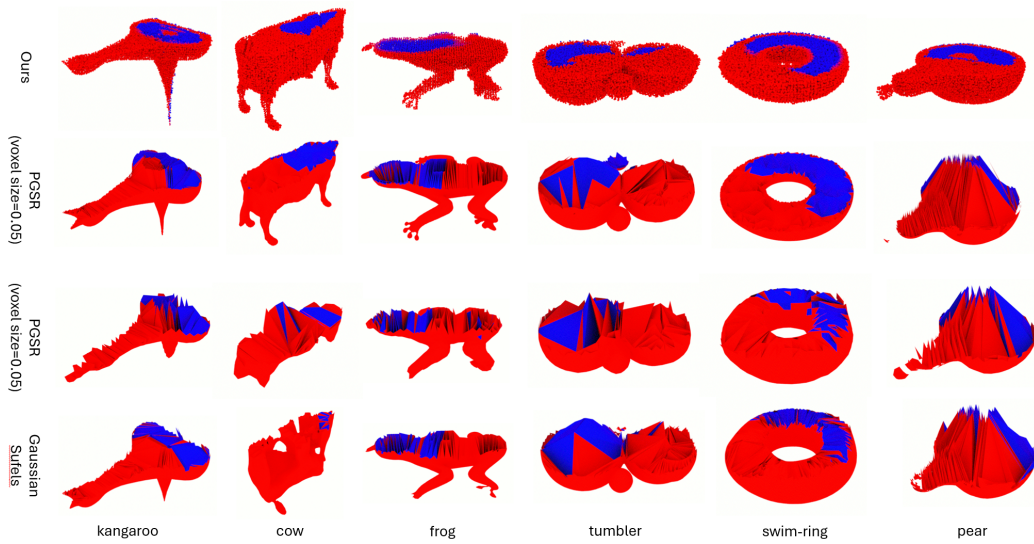 Ours
PGSR
(voxel size=0.05)
PGSR
(voxel size=0.05)
Gaussian
Sufets
kangaroo
cow
frog
tumbler
swim-ring
pear